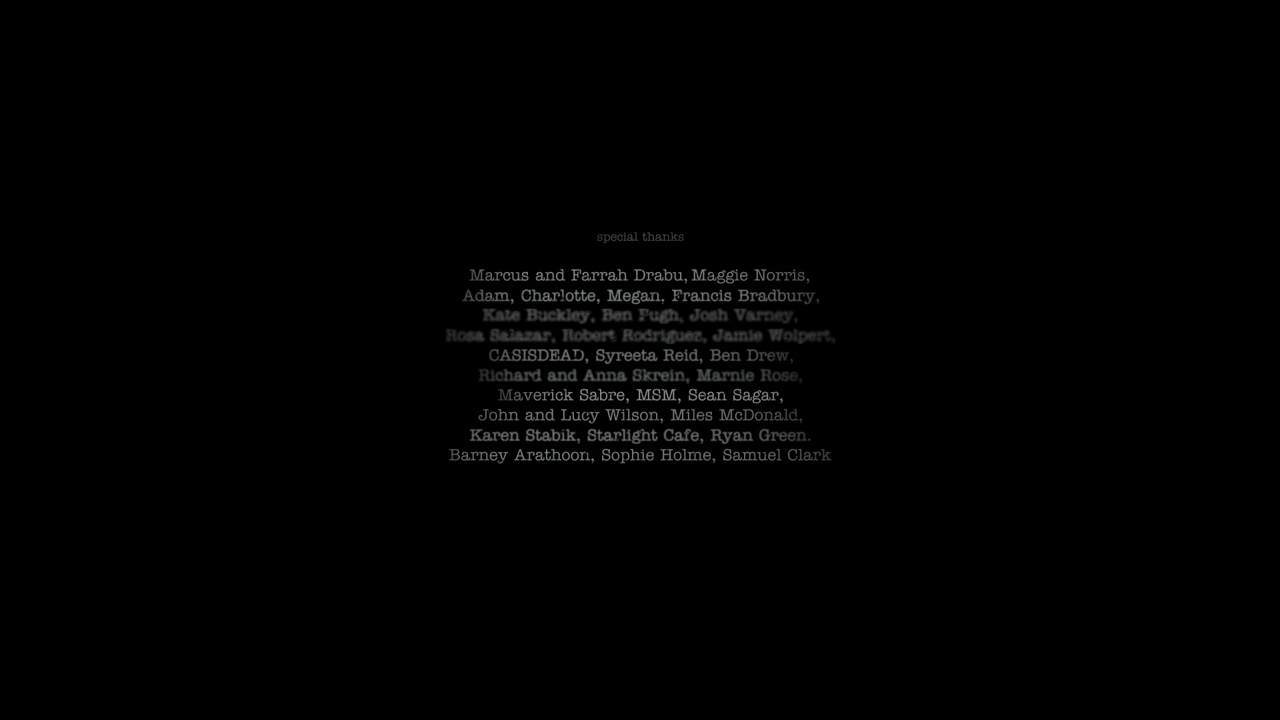 special thanks
Marcus and Farrah Drabu, Maggie Norris,
Adam, Charlotte, Megan, Francis Bradbury,
Kate Buckley, Ben Pugh, Josh Varney,
Rosa Salazar, Robert Rodriguez, Jamie Wolpert,
CASISDEAD, Syreeta Reid, Ben Drew,
Richard and Anna Skrein, Marnie Rose,
Maverick Sabre, MSM, Sean Sagar,
John and Lucy Wilson, Miles McDonald,
Karen Stabik, Starlight Cafe, Ryan Green.
Barney Arathoon, Sophie Holme, Samuel Clark